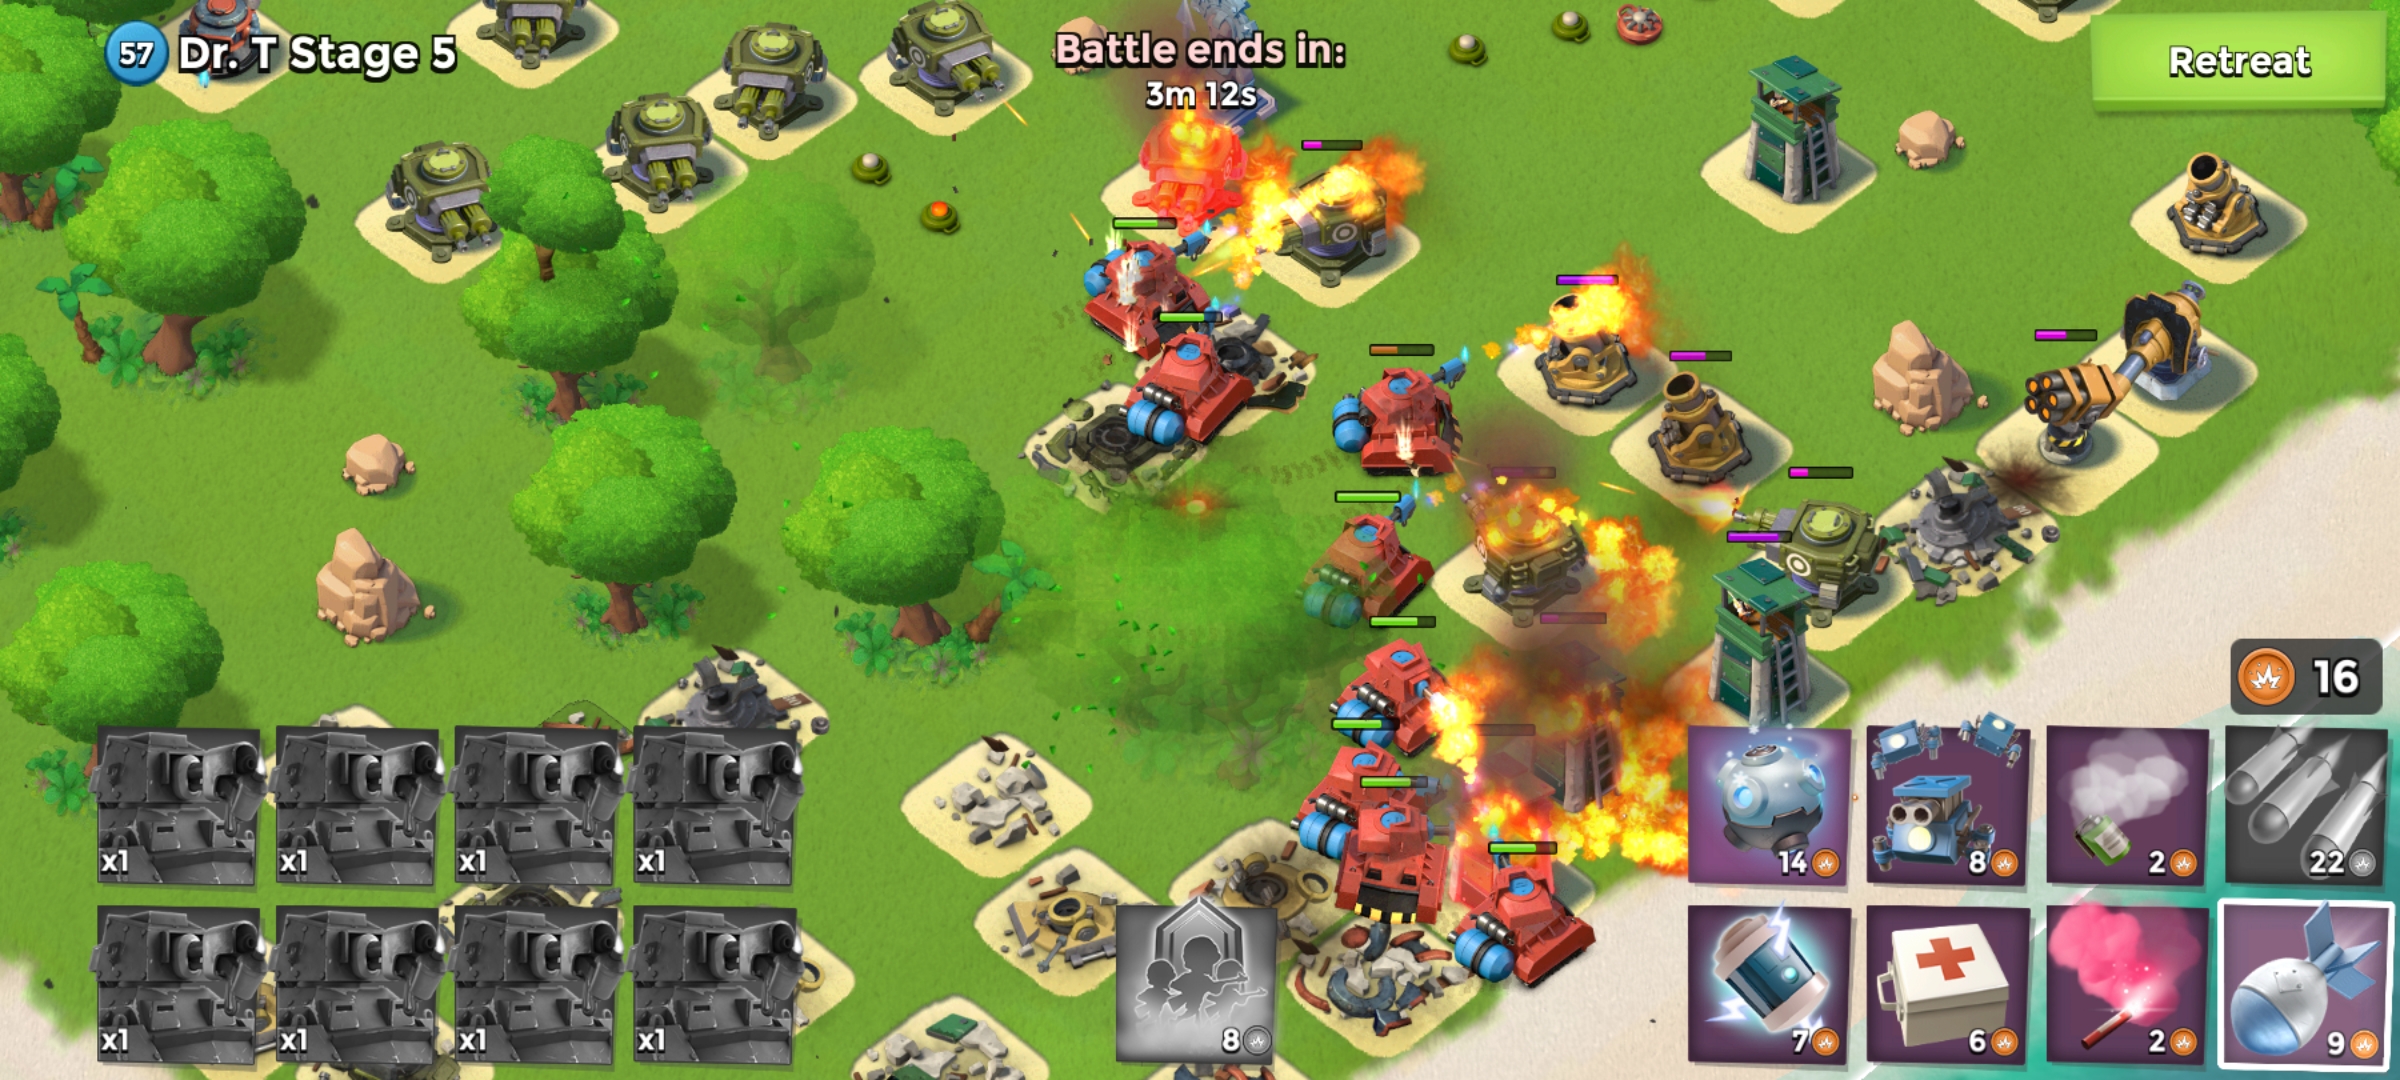 57 Dr. T Stage 5
Battle ends in:
3m 12s
Retreat
16
x1 x1 x1 x1
14 8 2 22
x1 x1 x1 x1
8
7 6 2 9